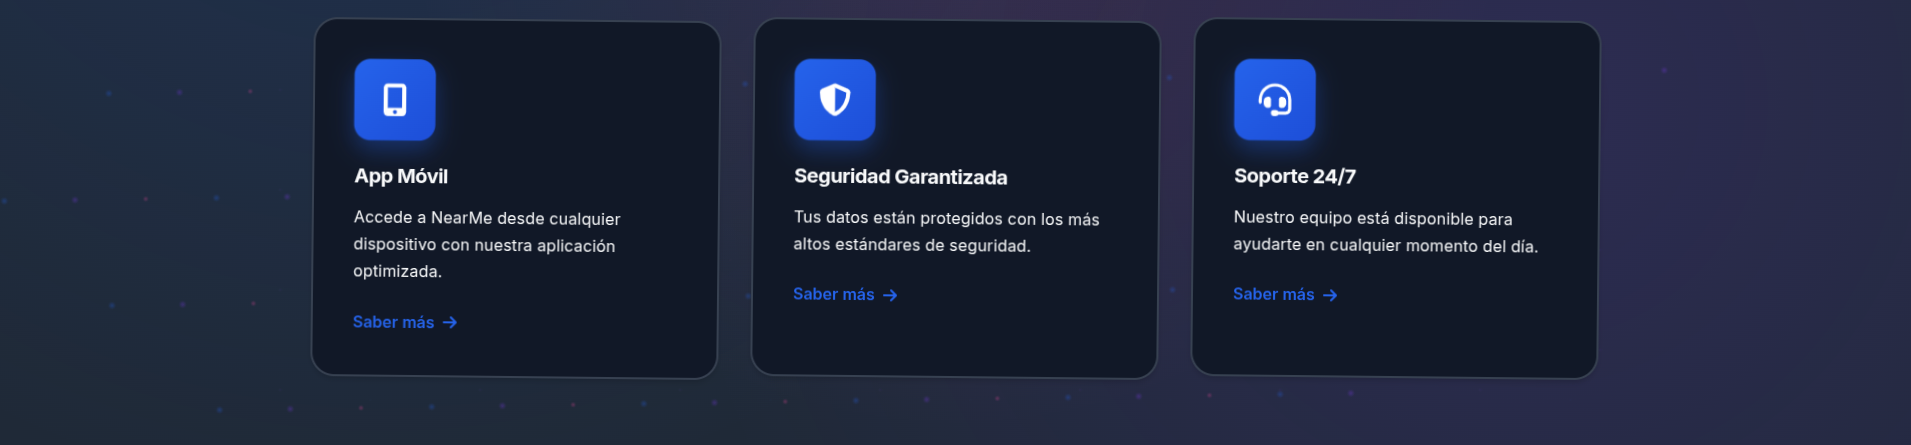 App Móvil
Accede a NearMe desde cualquier
dispositivo con nuestra aplicación
optimizada.
Saber más
Seguridad Garantizada
Tus datos están protegidos con los más
altos estándares de seguridad.
Saber más
Soporte 24/7
Nuestro equipo está disponible para
ayudarte en cualquier momento del día.
Saber más